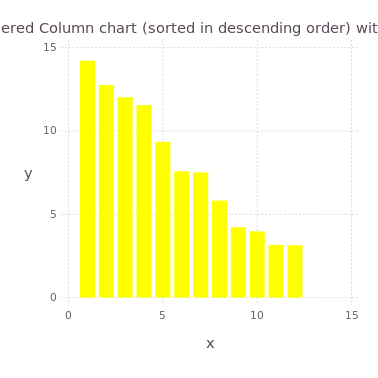 ered Column chart (sorted in descending order) wit
15
10
5
0
y
0 5 10 15
x